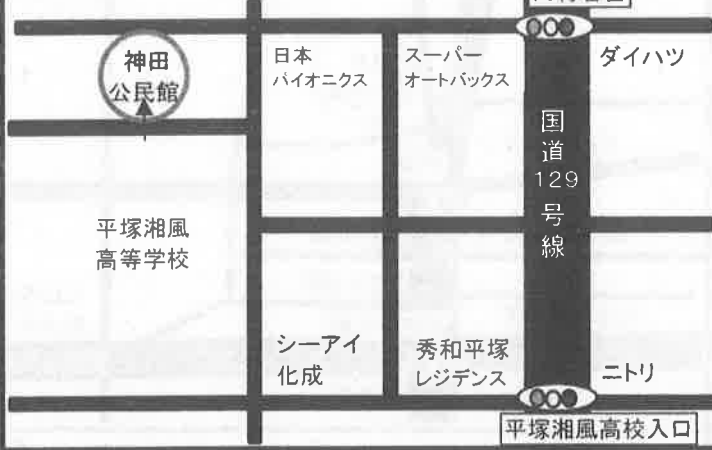 神田
公民館
日本
パイオニクス
スーパー
オートバックス
ダイハツ
国道129号線
平塚湘風
高等学校
シーアイ
化成
秀和平塚
レジデンス
ニトリ
平塚湘風高校入口